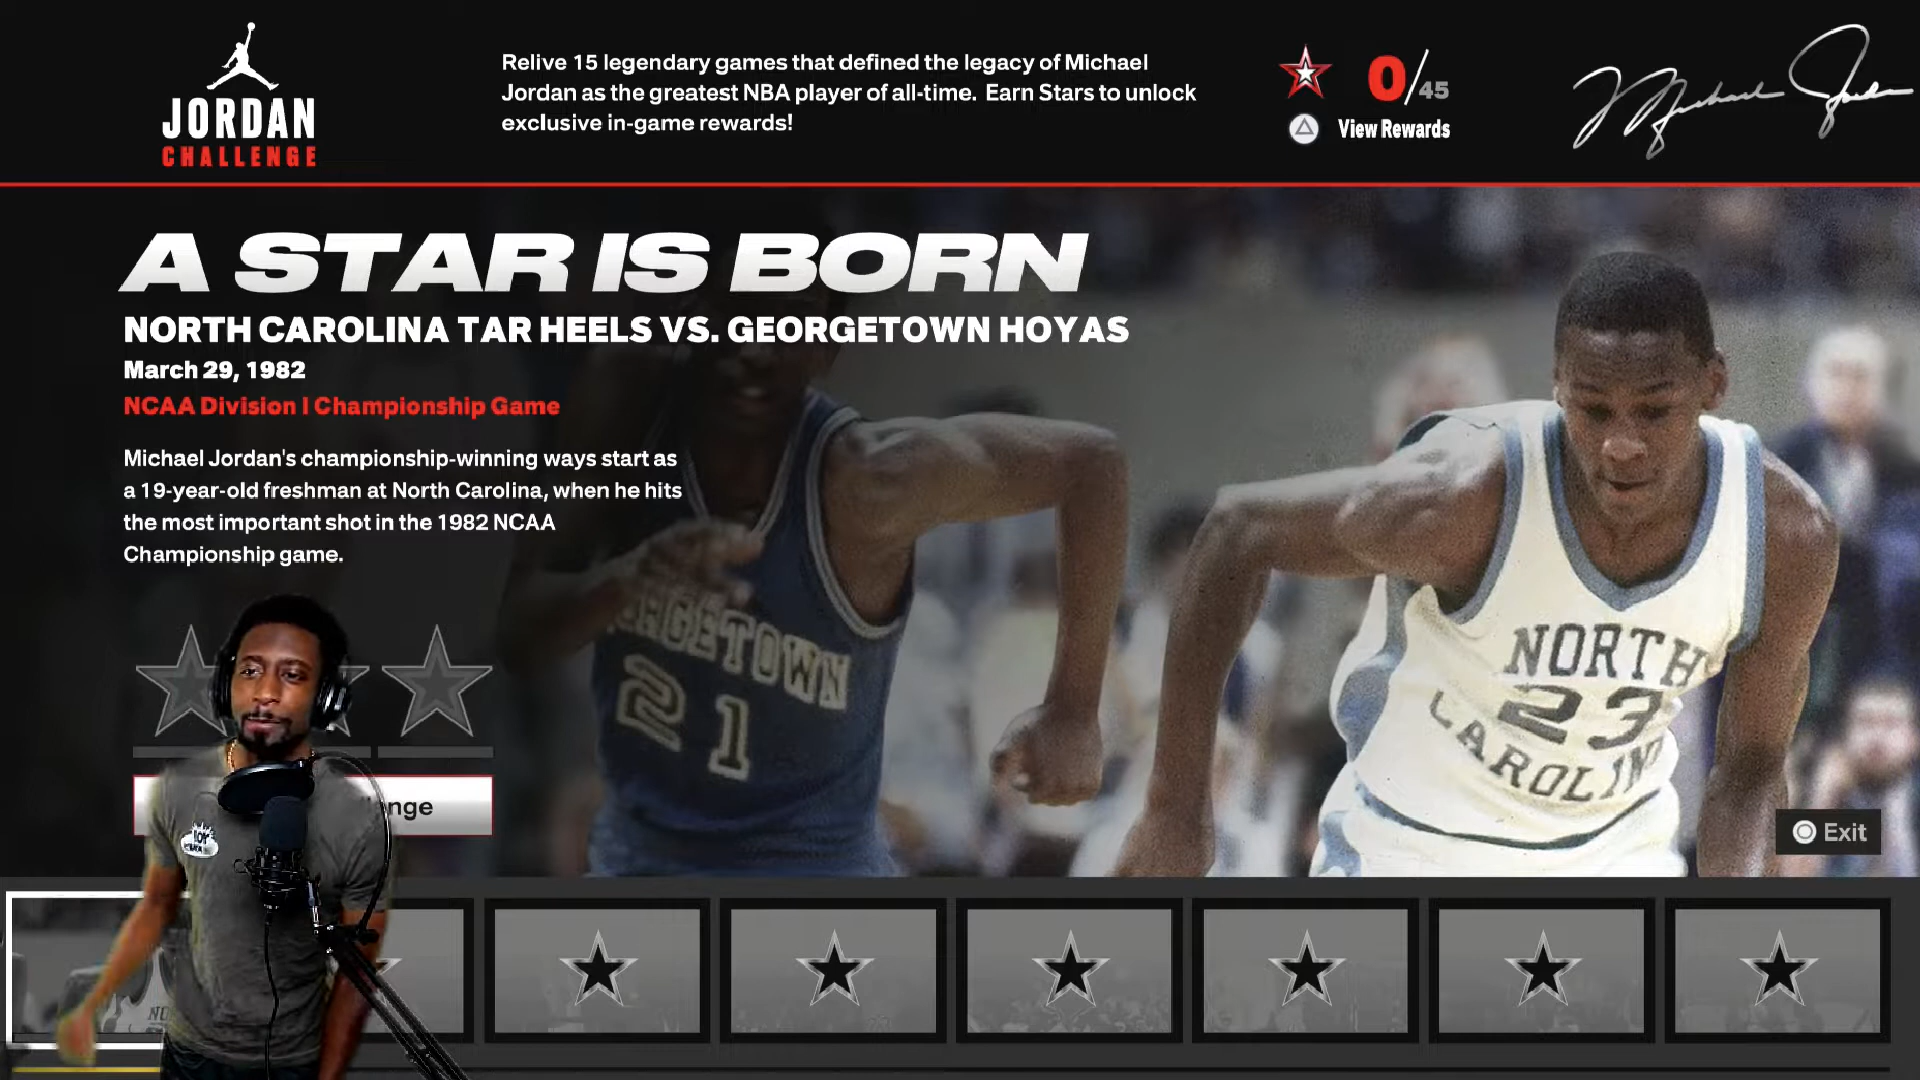 JORDAN
CHALLENGE
Relive 15 legendary games that defined the legacy of Michael
Jordan as the greatest NBA player of all-time. Earn Stars to unlock
exclusive in-game rewards!
0/45
View Rewards
A STAR IS BORN
NORTH CAROLINA TAR HEELS VS. GEORGETOWN HOYAS
March 29, 1982
NCAA Division I Championship Game
Michael Jordan's championship-winning ways start as
a 19-year-old freshman at North Carolina, when he hits
the most important shot in the 1982 NCAA
Championship game.
21
NORTH
23
Exit